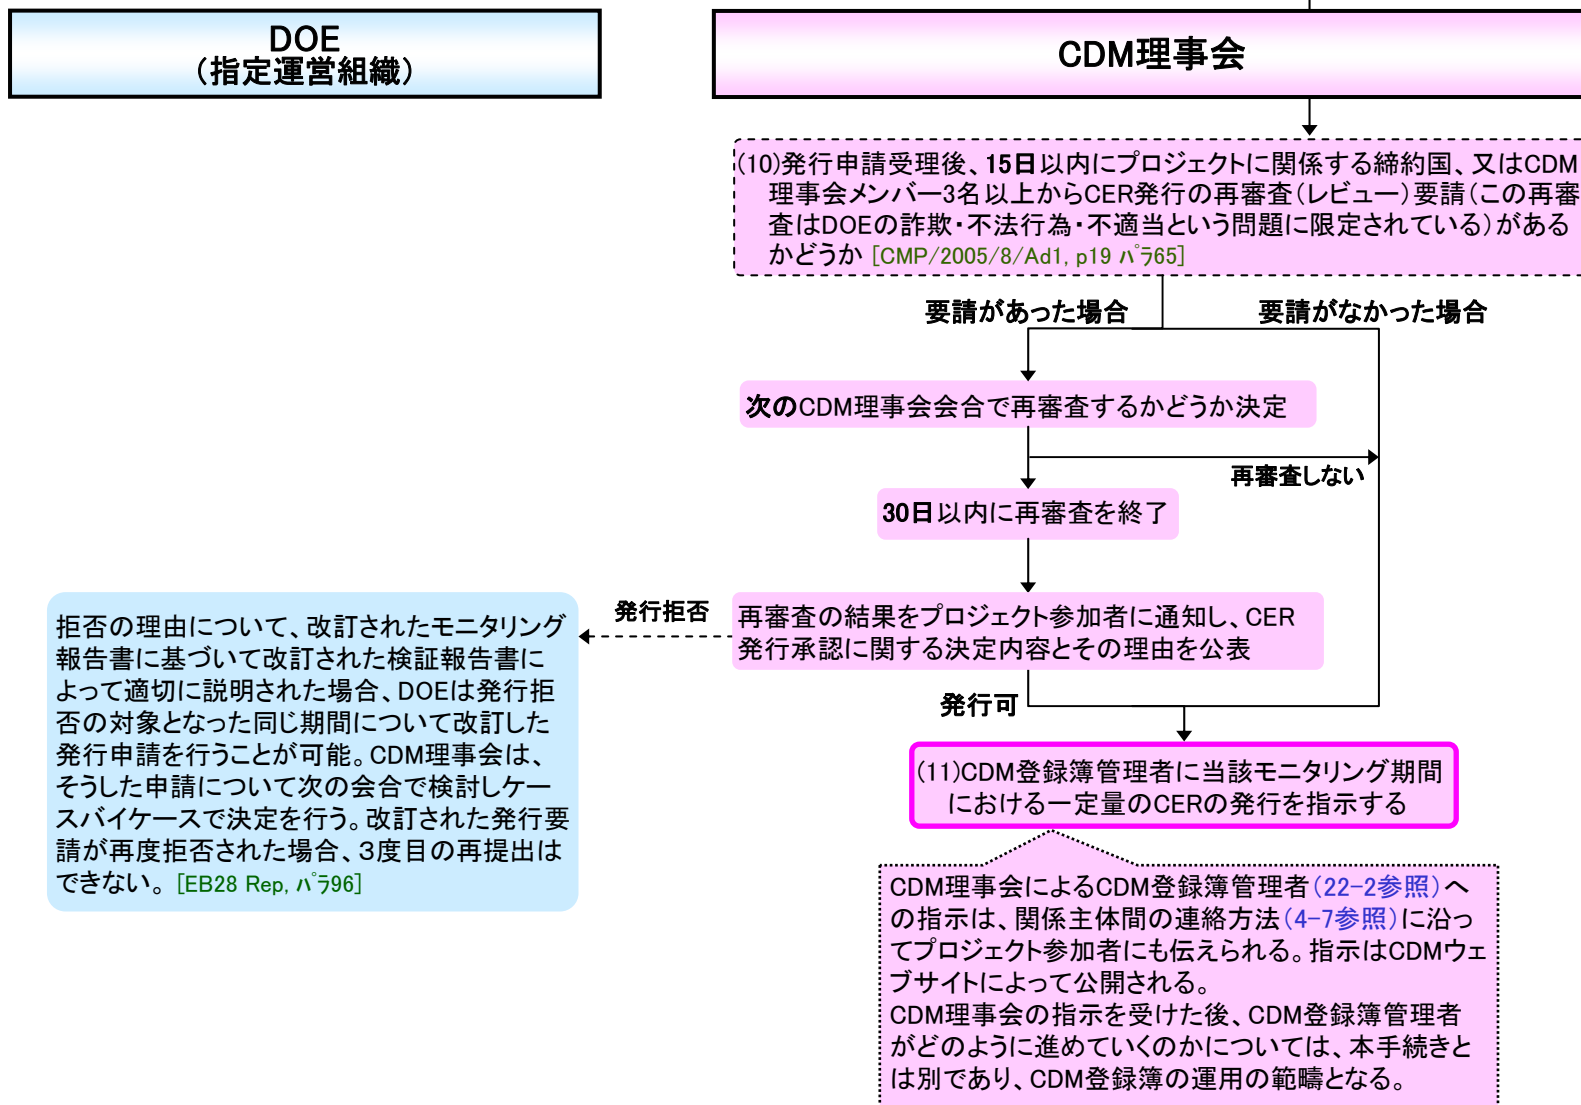 DOE
（指定運営組織）
CDM理事会
(10)発行申請受理後、15日以内にプロジェクトに関係する締約国、又はCDM
理事会メンバー3名以上からCER発行の再審査（レビュー）要請（この再審
査はDOEの詐欺・不法行為・不適当という問題に限定されている）がある
かどうか [CMP/2005/8/Ad1, p19 ﾊﾟﾗ65]
要請があった場合
要請がなかった場合
次のCDM理事会会合で再審査するかどうか決定
再審査しない
30日以内に再審査を終了
発行拒否
再審査の結果をプロジェクト参加者に通知し、CER
発行承認に関する決定内容とその理由を公表
拒否の理由について、改訂されたモニタリング
報告書に基づいて改訂された検証報告書に
よって適切に説明された場合、DOEは発行拒
否の対象となった同じ期間について改訂した
発行申請を行うことが可能。CDM理事会は、
そうした申請について次の会合で検討しケー
スバイケースで決定を行う。改訂された発行要
請が再度拒否された場合、３度目の再提出は
できない。 [EB28 Rep, ﾊﾟﾗ96]
発行可
(11)CDM登録簿管理者に当該モニタリング期間
における一定量のCERの発行を指示する
CDM理事会によるCDM登録簿管理者（22-2参照）へ
の指示は、関係主体間の連絡方法（4-7参照）に沿っ
てプロジェクト参加者にも伝えられる。指示はCDMウェ
ブサイトによって公開される。
CDM理事会の指示を受けた後、CDM登録簿管理者
がどのように進めていくのかについては、本手続きと
は別であり、CDM登録簿の運用の範疇となる。